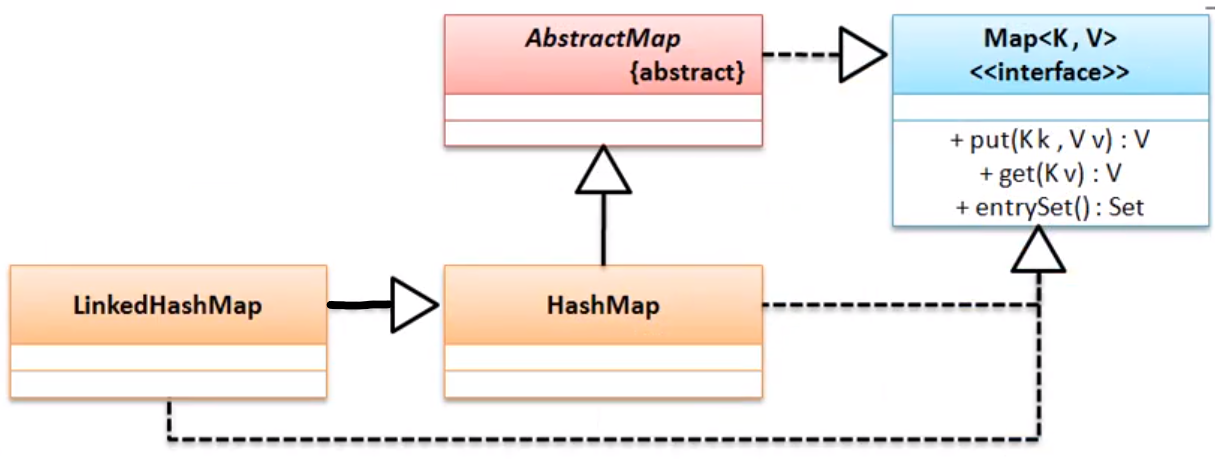 AbstractMap
{abstract}
Map<K, V>
<<interface>>
+ put(K k, V v) : V
+ get(K v) : V
+ entrySet() : Set
LinkedHashMap
HashMap